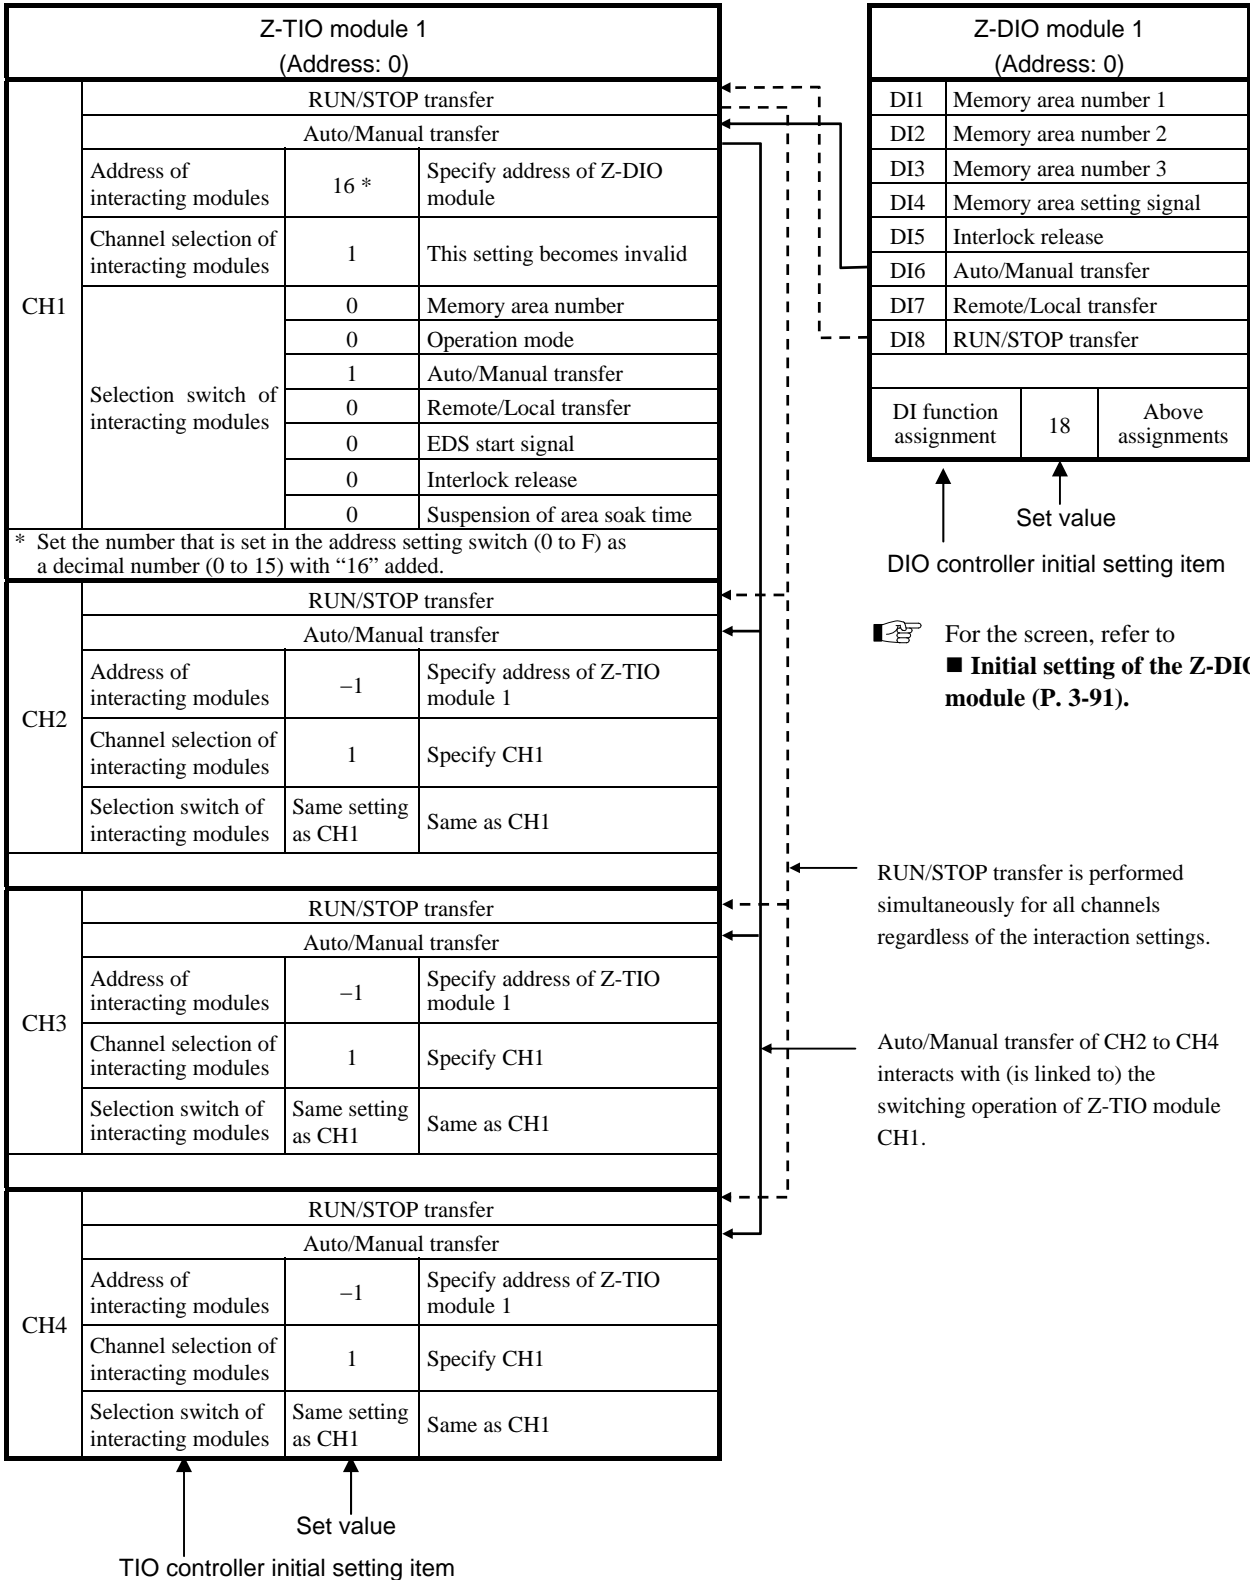 Z-TIO module 1
(Address: 0)
CH1
RUN/STOP transfer
Auto/Manual transfer
Address of
interacting modules
16 *
Specify address of Z-DIO
module
Channel selection of
interacting modules
1
This setting becomes invalid
Selection switch of
interacting modules
0
Memory area number
0
Operation mode
1
Auto/Manual transfer
0
Remote/Local transfer
0
EDS start signal
0
Interlock release
0
Suspension of area soak time
* Set the number that is set in the address setting switch (0 to F) as
a decimal number (0 to 15) with “16” added.
CH2
RUN/STOP transfer
Auto/Manual transfer
Address of
interacting modules
−1
Specify address of Z-TIO
module 1
Channel selection of
interacting modules
1
Specify CH1
Selection switch of
interacting modules
Same setting
as CH1
Same as CH1
CH3
RUN/STOP transfer
Auto/Manual transfer
Address of
interacting modules
−1
Specify address of Z-TIO
module 1
Channel selection of
interacting modules
1
Specify CH1
Selection switch of
interacting modules
Same setting
as CH1
Same as CH1
CH4
RUN/STOP transfer
Auto/Manual transfer
Address of
interacting modules
−1
Specify address of Z-TIO
module 1
Channel selection of
interacting modules
1
Specify CH1
Selection switch of
interacting modules
Same setting
as CH1
Same as CH1
Set value
TIO controller initial setting item
Z-DIO module 1
(Address: 0)
DI1 Memory area number 1
DI2 Memory area number 2
DI3 Memory area number 3
DI4 Memory area setting signal
DI5 Interlock release
DI6 Auto/Manual transfer
DI7 Remote/Local transfer
DI8 RUN/STOP transfer
DI function
assignment
18
Above
assignments
Set value
DIO controller initial setting item
For the screen, refer to
■ Initial setting of the Z-DIO
module (P. 3-91).
RUN/STOP transfer is performed
simultaneously for all channels
regardless of the interaction settings.
Auto/Manual transfer of CH2 to CH4
interacts with (is linked to) the
switching operation of Z-TIO module
CH1.